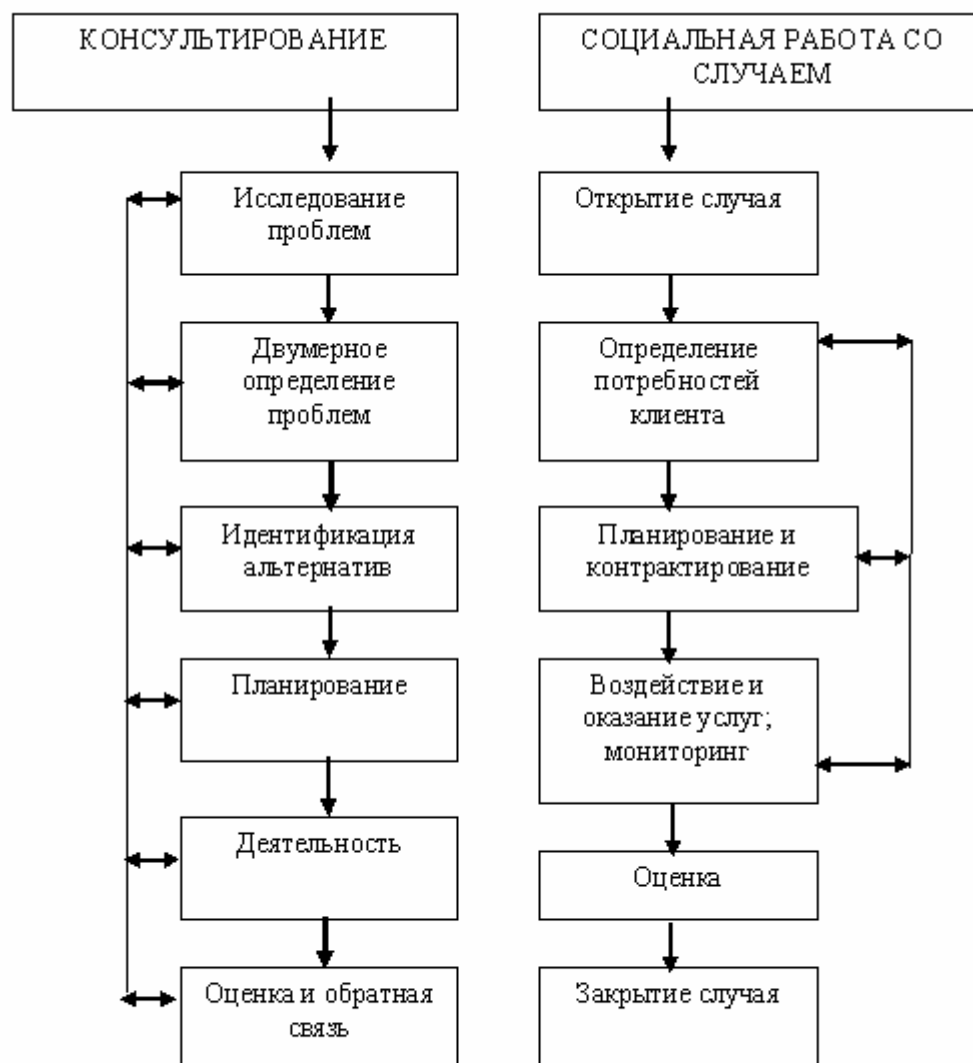 КОНСУЛЬТИРОВАНИЕ
Исследование
проблем
Двумерное
определение
проблем
Идентификация
альтернатив
Планирование
Деятельность
Оценка и обратная
связь
СОЦИАЛЬНАЯ РАБОТА СО
СЛУЧАЕМ
Открытие случая
Определение
потребностей
клиента
Планирование и
контрактирование
Воздействие и
оказание услуг;
мониторинг
Оценка
Закрытие случая